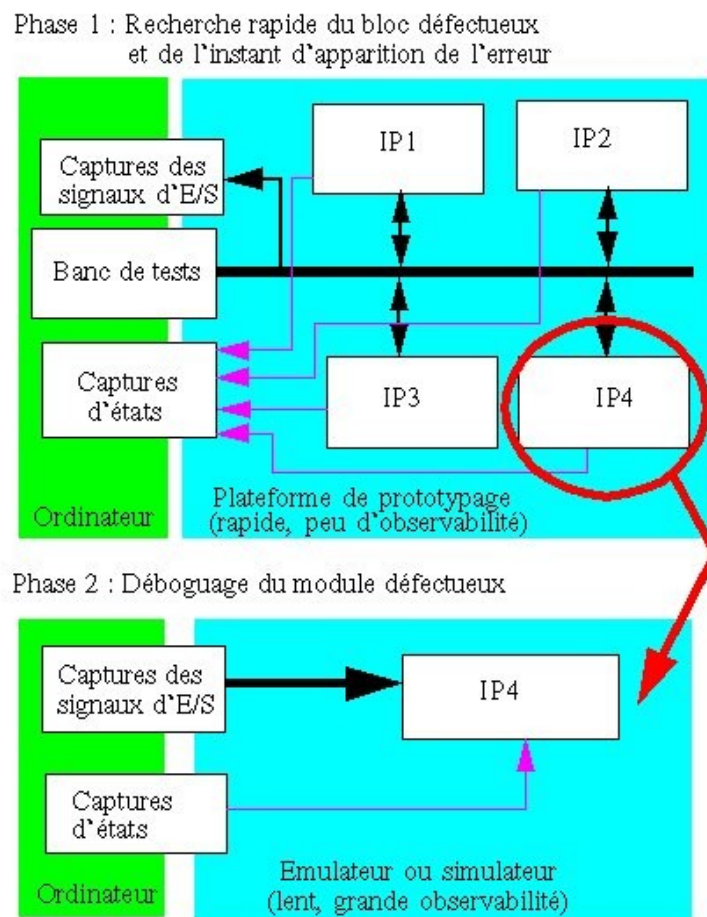 Phase 1 : Recherche rapide du bloc défectueux
et de l'instant d'apparition de l'erreur
IP1
IP2
Captures des
signaux d'E/S
Banc de tests
Captures
d'états
IP3
IP4
Ordinateur
Plateforme de prototypage
(rapide, peu d'observabilité)
Phase 2 : Déboguage du module défectueux
Captures des
signaux d'E/S
IP4
Captures
d'états
Ordinateur
Emulateur ou simulateur
(lent, grande observabilité)